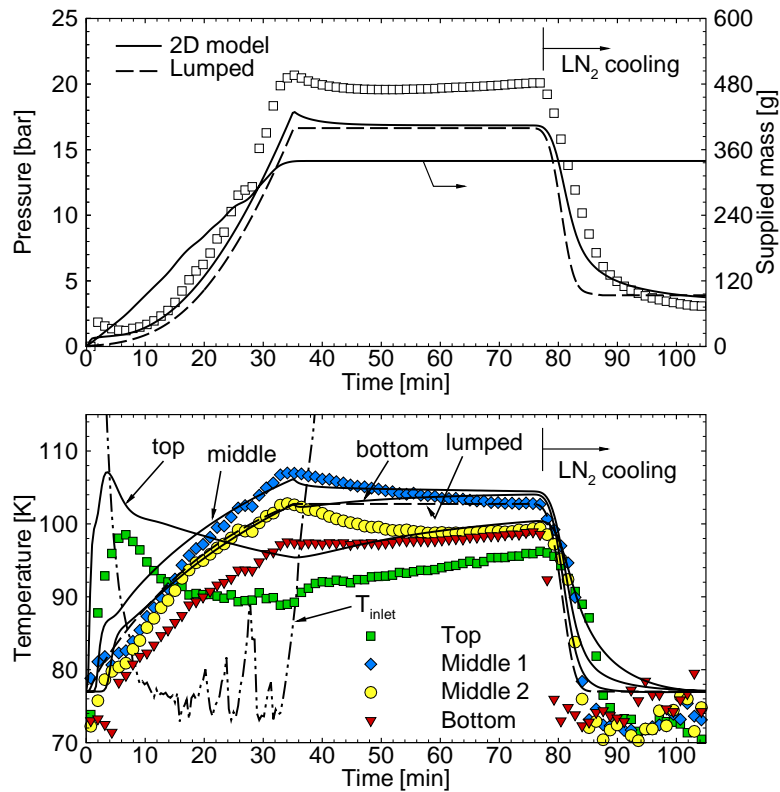 25
20
15
10
5
0
Pressure [bar]
2D model
Lumped
LN2 cooling
600
480
360
240
120
0
Supplied mass [g]
0 10 20 30 40 50 60 70 80 90 100
Time [min]
110
100
90
80
70
Temperature [K]
top
middle
bottom
lumped
LN2 cooling
Tinlet
Top
Middle 1
Middle 2
Bottom
0 10 20 30 40 50 60 70 80 90 100
Time [min]